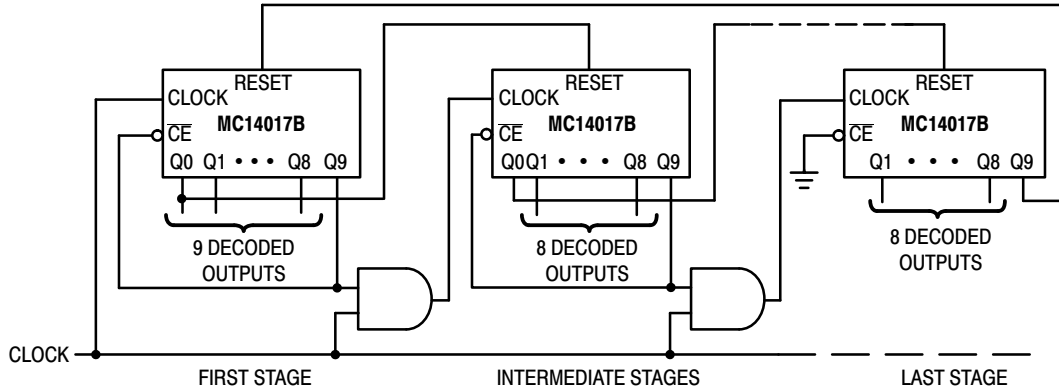 RESET
CLOCK
CE
MC14017B
Q0 Q1 • • • Q8 Q9
9 DECODED
OUTPUTS
RESET
CLOCK
CE
MC14017B
Q0 Q1 • • • Q8 Q9
8 DECODED
OUTPUTS
RESET
CLOCK
CE
MC14017B
Q1 • • • Q8 Q9
8 DECODED
OUTPUTS
CLOCK
FIRST STAGE
INTERMEDIATE STAGES
LAST STAGE